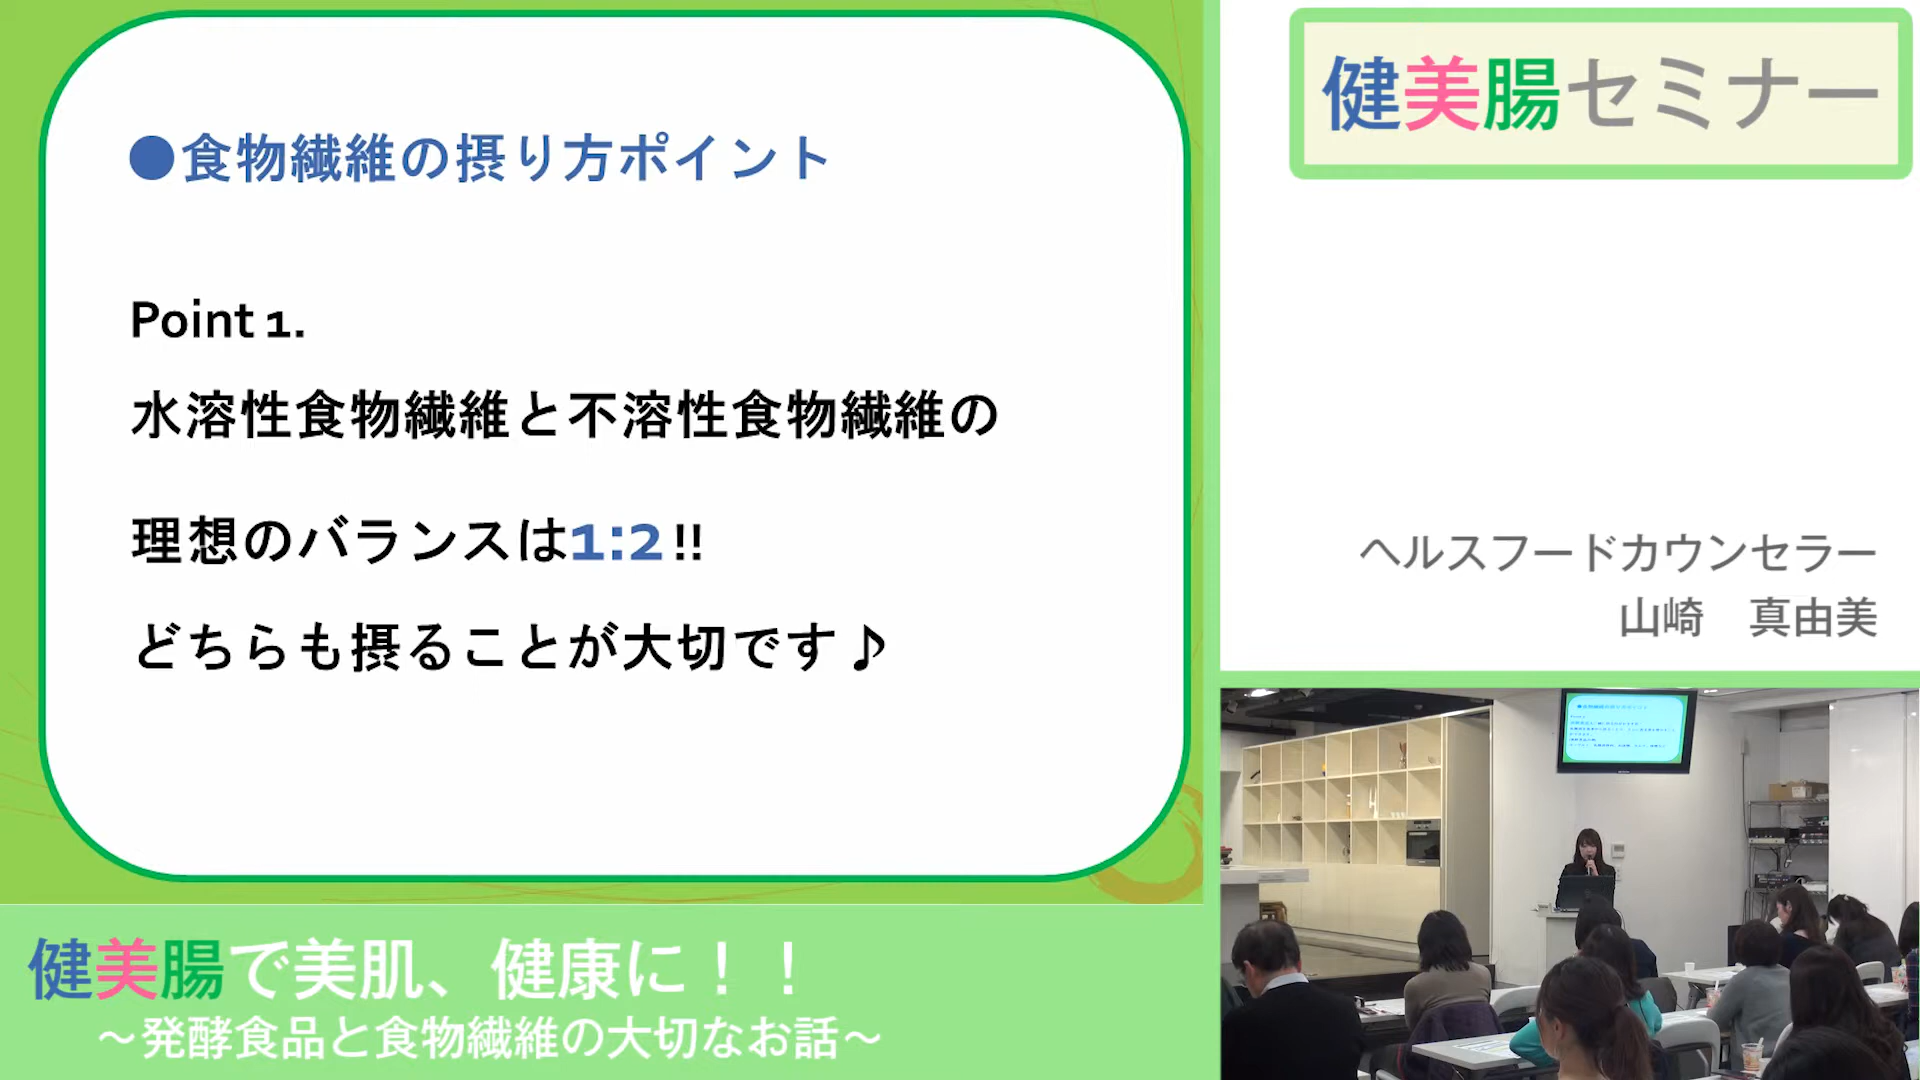 ●食物繊維の摂り方ポイント
Point 1.
水溶性食物繊維と不溶性食物繊維の
理想のバランスは1:2!!
どちらも摂ることが大切です♪
健美腸セミナー
ヘルスフードカウンセラー
山崎　真由美
健美腸で美肌、健康に！！
～発酵食品と食物繊維の大切なお話～